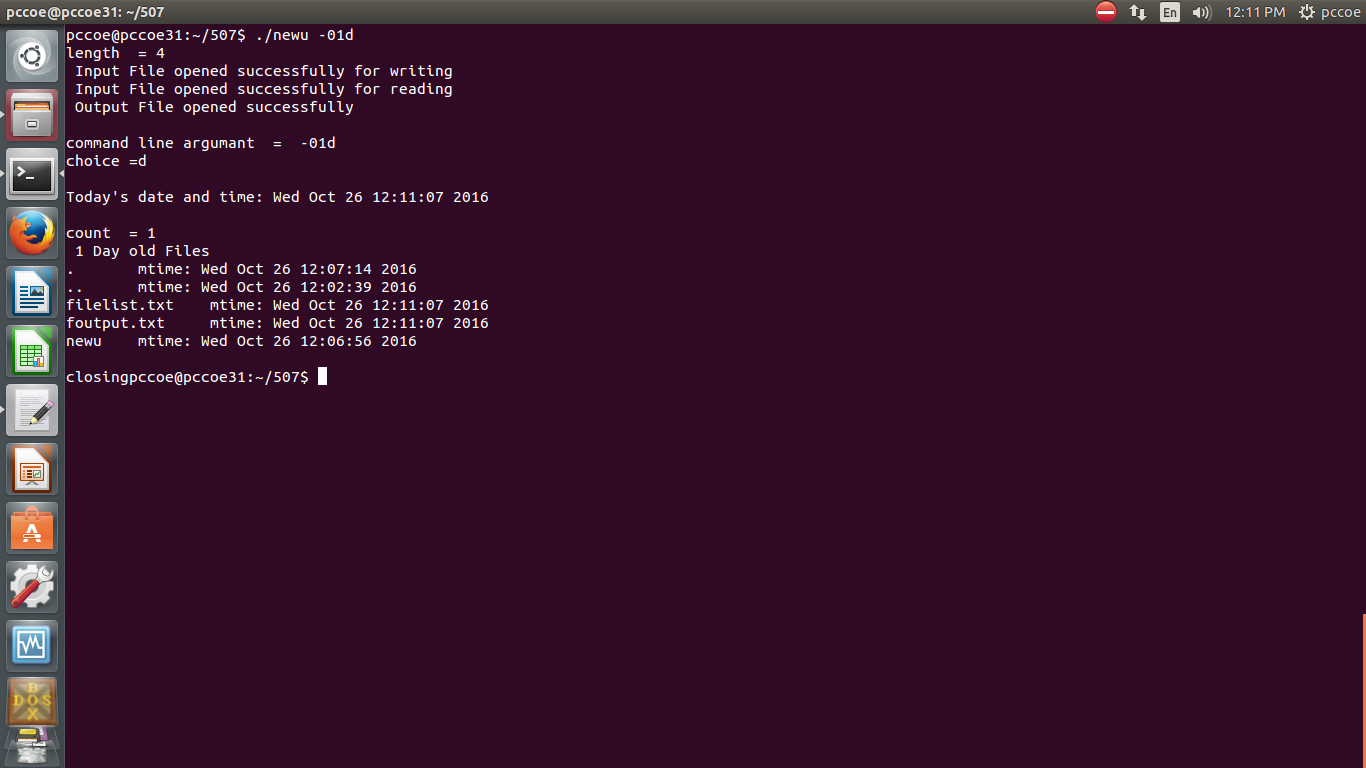 pccoe@pccoe31: ~/507
En
12:11 PM
pccoe
pccoe@pccoe31:~/507$ ./newu -01d
length  = 4
 Input File opened successfully for writing
 Input File opened successfully for reading
 Output File opened successfully
command line argumant  =  -01d
choice =d
Today's date and time: Wed Oct 26 12:11:07 2016
count  = 1
 1 Day old Files
.       mtime: Wed Oct 26 12:07:14 2016
..      mtime: Wed Oct 26 12:02:39 2016
filelist.txt    mtime: Wed Oct 26 12:11:07 2016
foutput.txt     mtime: Wed Oct 26 12:11:07 2016
newu    mtime: Wed Oct 26 12:06:56 2016
closingpccoe@pccoe31:~/507$
B
DOS
X